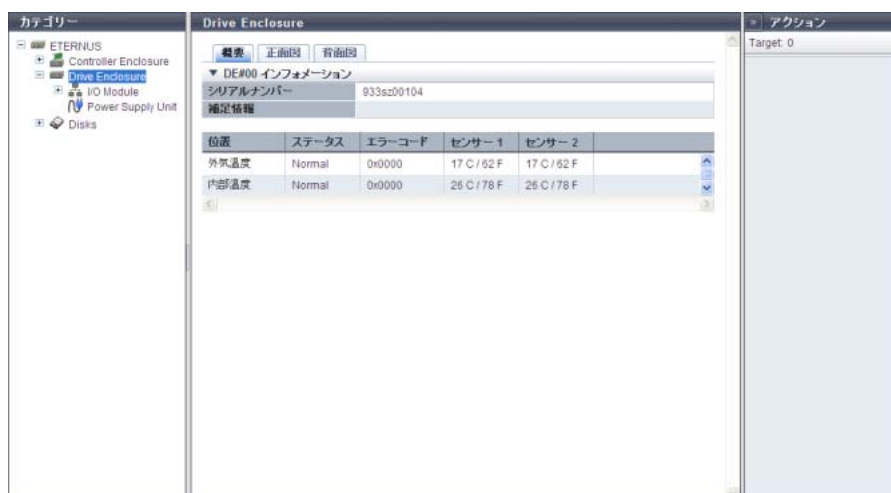 カテゴリー
ETERNUS
Controller Enclosure
Drive Enclosure
I/O Module
Power Supply Unit
Disks
Drive Enclosure
概要 正面図 背面図
▼ DE#00 インフォメーション
シリアルナンバー 933sz00104
補足情報
位置 ステータス エラーコード センサー 1 センサー 2
外気温度 Normal 0x0000 17 C / 62 F 17 C / 62 F
内部温度 Normal 0x0000 26 C / 78 F 26 C / 78 F
» アクション
Target: 0